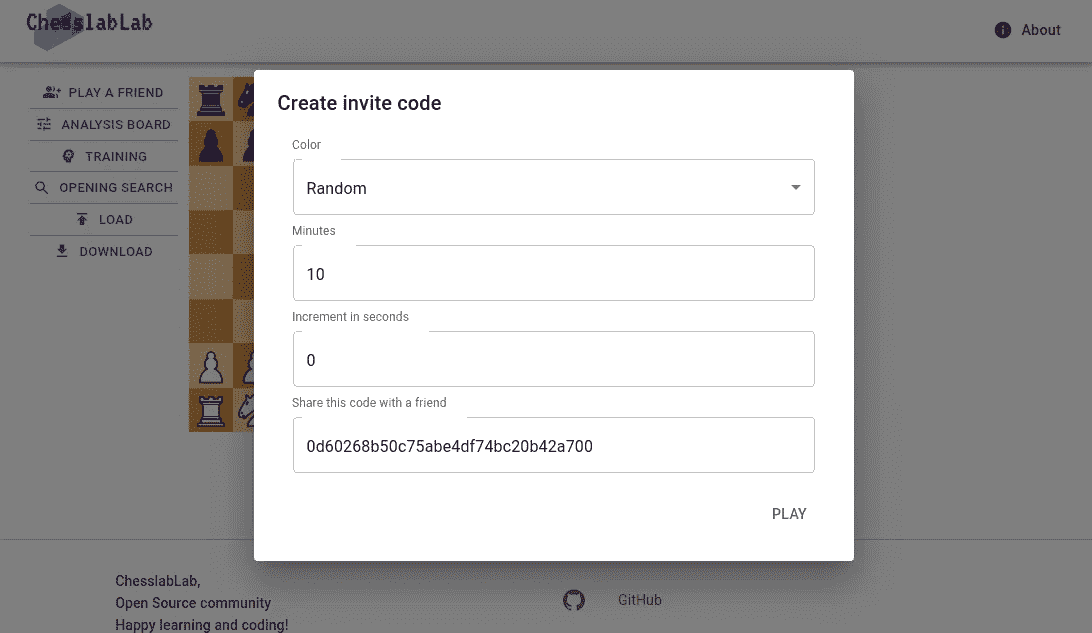 ChesslabLab
About
PLAY A FRIEND
ANALYSIS BOARD
TRAINING
OPENING SEARCH
LOAD
DOWNLOAD
Create invite code
Color
Random
Minutes
10
Increment in seconds
0
Share this code with a friend
0d60268b50c75abe4df74bc20b42a700
PLAY
ChesslabLab,
Open Source community
Happy learning and coding!
GitHub